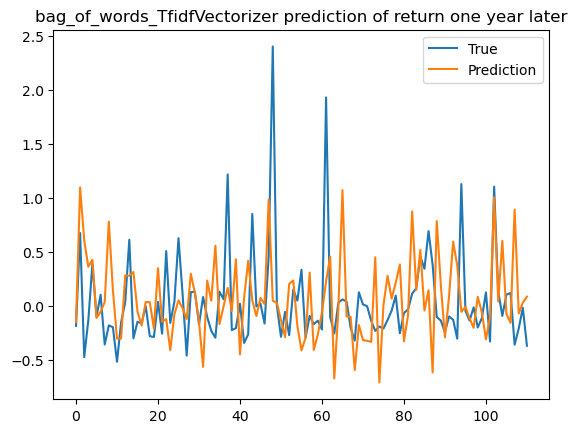 bag_of_words_TfidfVectorizer prediction of return one year later
True
Prediction
2.5
2.0
1.5
1.0
0.5
0.0
−0.5
0 20 40 60 80 100